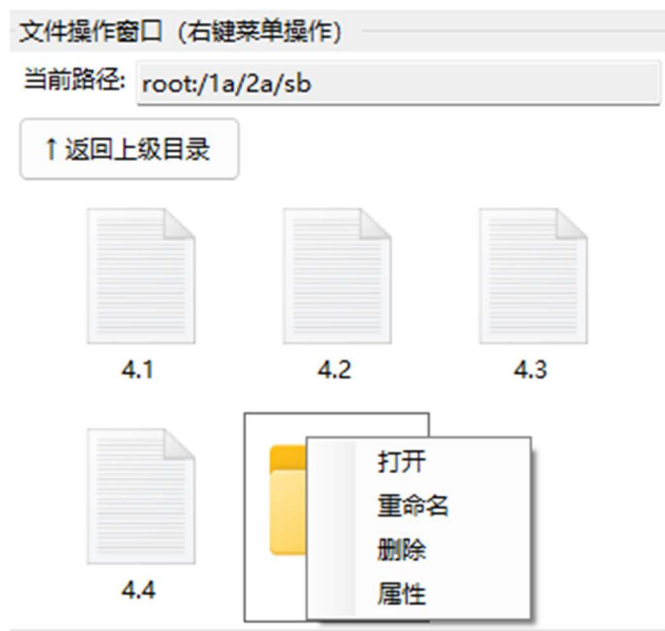 文件操作窗口（右键菜单操作）
当前路径: root:/1a/2a/sb
↑返回上级目录
4.1 4.2 4.3
4.4
打开
重命名
删除
属性